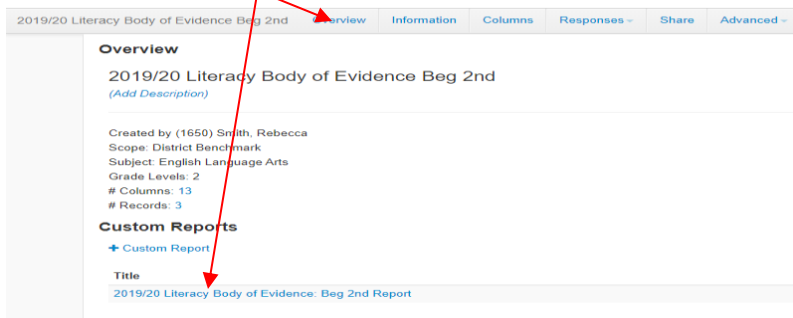 2019/20 Literacy Body of Evidence Beg 2nd Overview Information Columns Responses Share Advanced
Overview
2019/20 Literacy Body of Evidence Beg 2nd
(Add Description)
Created by (1650) Smith, Rebecca
Scope: District Benchmark
Subject: English Language Arts
Grade Levels: 2
# Columns: 13
# Records: 3
Custom Reports
+ Custom Report
Title
2019/20 Literacy Body of Evidence: Beg 2nd Report